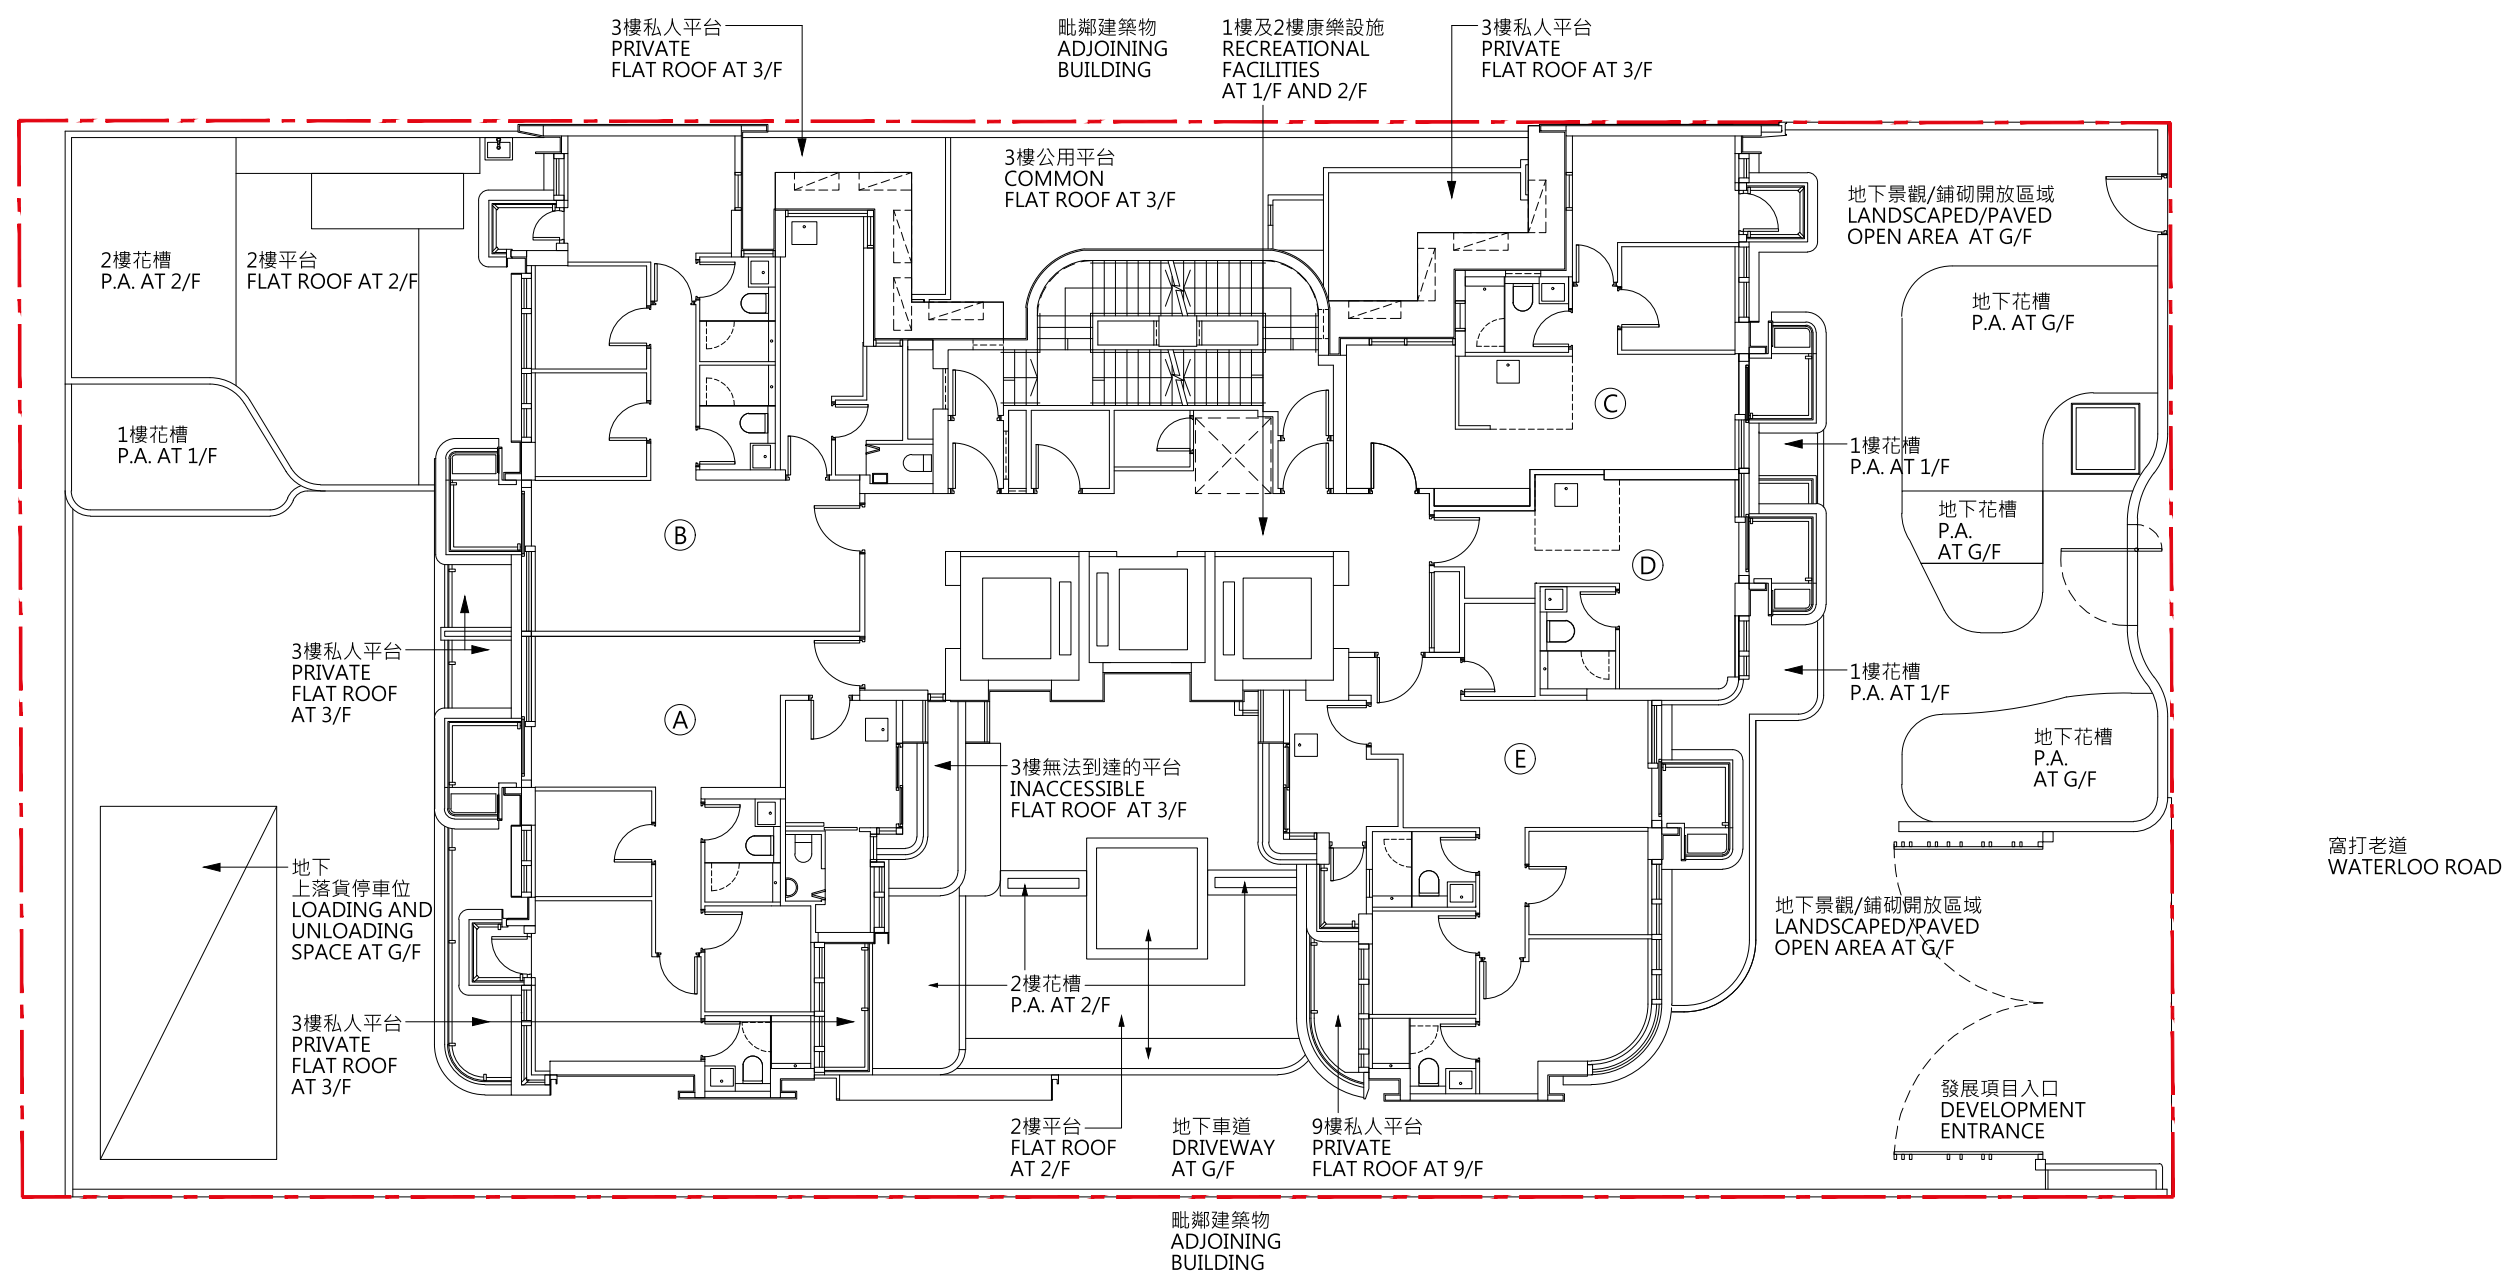 3樓私人平台
PRIVATE
FLAT ROOF AT 3/F
毗鄰建築物
ADJOINING
BUILDING
1樓及2樓康樂設施
RECREATIONAL
FACILITIES
AT 1/F AND 2/F
3樓私人平台
PRIVATE
FLAT ROOF AT 3/F
3樓公用平台
COMMON
FLAT ROOF AT 3/F
地下景觀/鋪砌開放區域
LANDSCAPED/PAVED
OPEN AREA AT G/F
2樓花槽
P.A. AT 2/F
2樓平台
FLAT ROOF AT 2/F
地下花槽
P.A. AT G/F
1樓花槽
P.A. AT 1/F
C
1樓花槽
P.A. AT 1/F
地下花槽
P.A.
AT G/F
B
D
3樓私人平台
PRIVATE
FLAT ROOF
AT 3/F
1樓花槽
P.A. AT 1/F
A
E
地下花槽
P.A.
AT G/F
3樓無法到達的平台
INACCESSIBLE
FLAT ROOF AT 3/F
窩打老道
WATERLOO ROAD
地下
上落貨停車位
LOADING AND
UNLOADING
SPACE AT G/F
地下景觀/鋪砌開放區域
LANDSCAPED/PAVED
OPEN AREA AT G/F
2樓花槽
P.A. AT 2/F
3樓私人平台
PRIVATE
FLAT ROOF
AT 3/F
發展項目入口
DEVELOPMENT
ENTRANCE
2樓平台
FLAT ROOF
AT 2/F
地下車道
DRIVEWAY
AT G/F
9樓私人平台
PRIVATE
FLAT ROOF AT 9/F
毗鄰建築物
ADJOINING
BUILDING